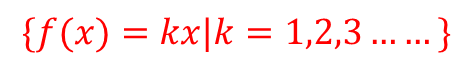 {f(x) = kx|k = 1,2,3 … … }